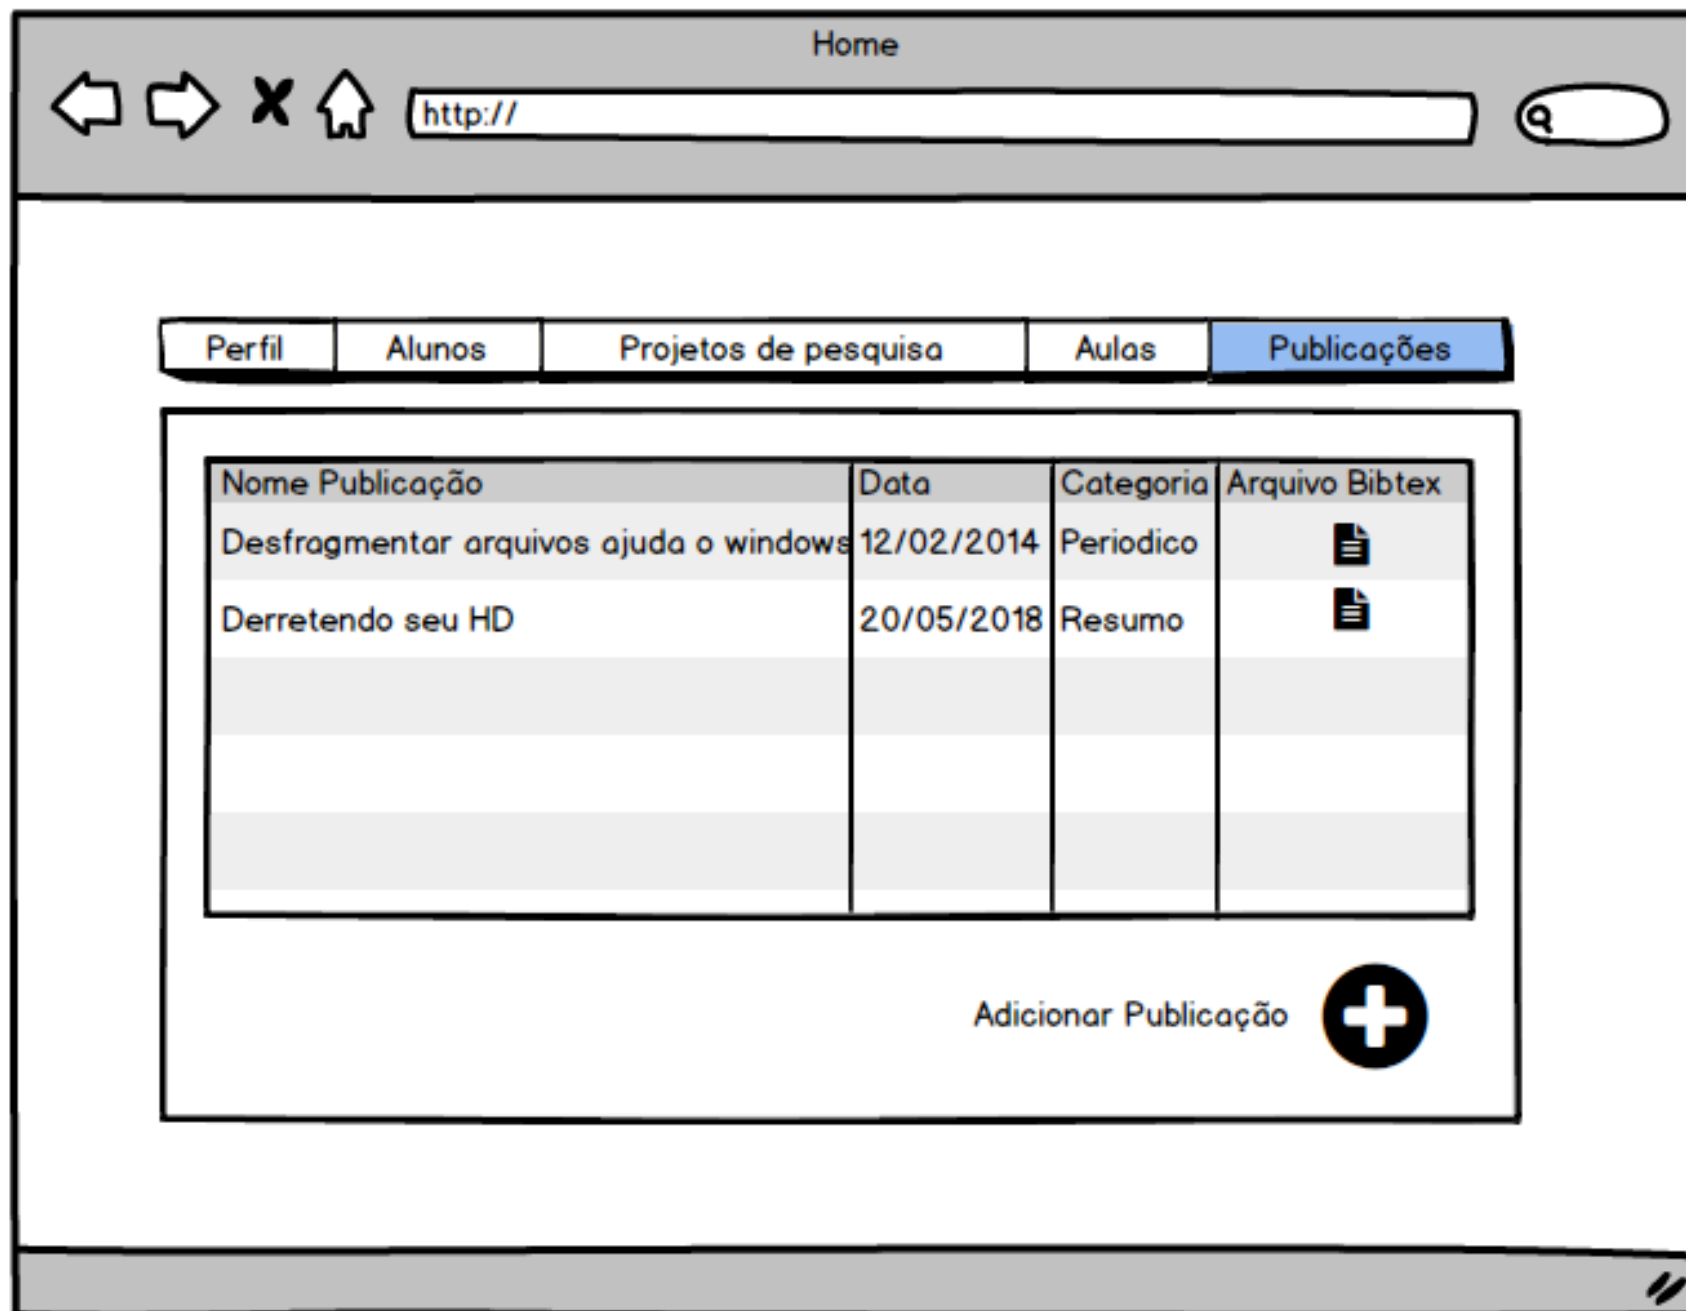 Home
http://
Perfil Alunos Projetos de pesquisa Aulas Publicações
Nome Publicação Data Categoria Arquivo Bibtex
Desfragmentar arquivos ajuda o windows 12/02/2014 Periodico
Derretendo seu HD 20/05/2018 Resumo
Adicionar Publicação